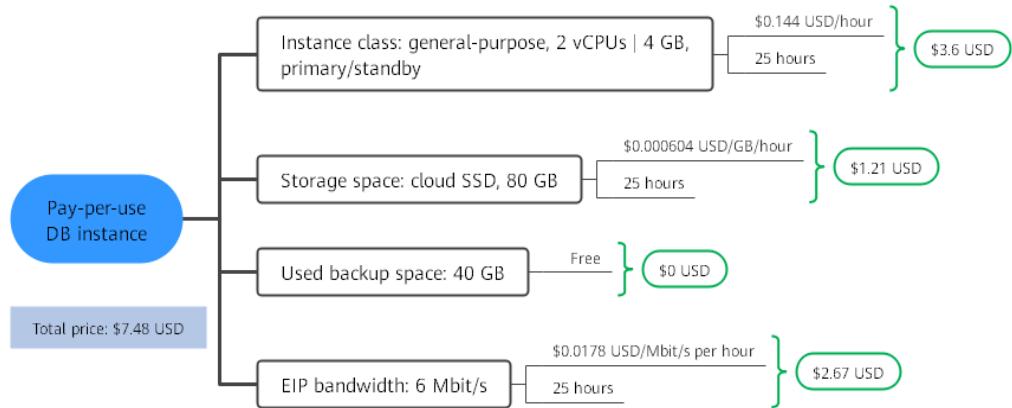 $0.144 USD/hour
Instance class: general-purpose, 2 vCPUs | 4 GB,
primary/standby
25 hours
$3.6 USD
$0.000604 USD/GB/hour
Storage space: cloud SSD, 80 GB
25 hours
$1.21 USD
Pay-per-use
DB instance
Used backup space: 40 GB
Free
$0 USD
Total price: $7.48 USD
$0.0178 USD/Mbit/s per hour
EIP bandwidth: 6 Mbit/s
25 hours
$2.67 USD